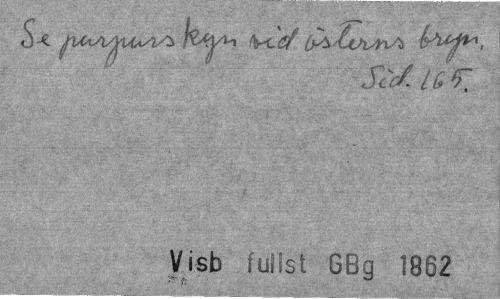 Se purpurskyn vid österns bryn.
Sid. 165.
Visb fullst GBg 1862